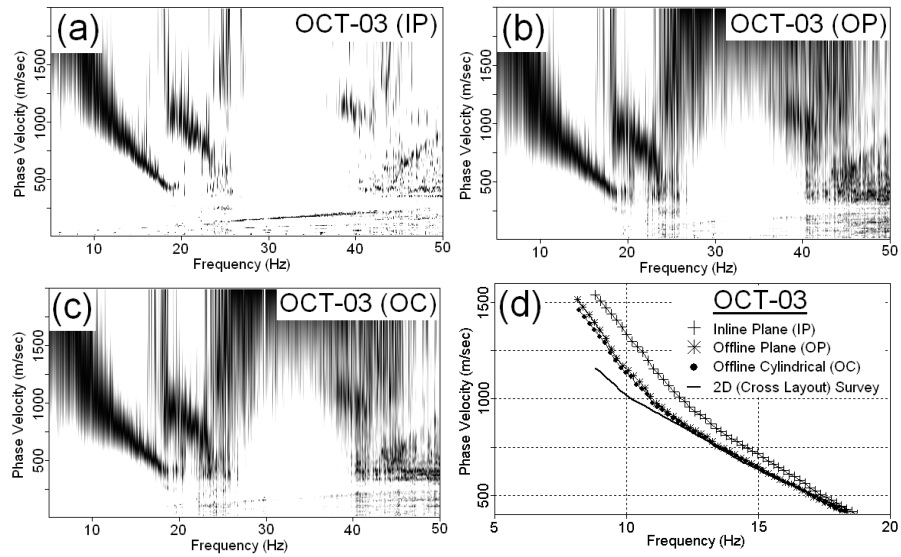 (a)
OCT-03 (IP)
Phase Velocity (m/sec)
1500
1000
500
10
20
30
40
50
Frequency (Hz)
(b)
OCT-03 (OP)
Phase Velocity (m/sec)
1500
1000
500
10
20
30
40
50
Frequency (Hz)
(c)
OCT-03 (OC)
Phase Velocity (m/sec)
1500
1000
500
10
20
30
40
50
Frequency (Hz)
(d)
OCT-03
Inline Plane (IP)
Offline Plane (OP)
Offline Cylindrical (OC)
2D (Cross Layout) Survey
Phase Velocity (m/sec)
1500
1000
500
5
10
15
20
Frequency (Hz)